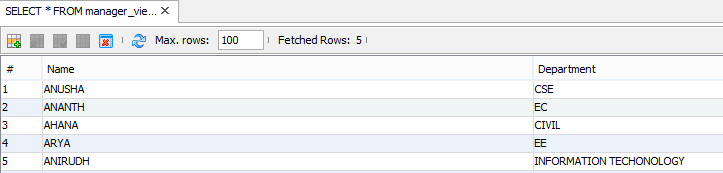 SELECT * FROM manager_vie...
Max. rows: 100 Fetched Rows: 5
# Name Department
1 ANUSHA CSE
2 ANANTH EC
3 AHANA CIVIL
4 ARYA EE
5 ANIRUDH INFORMATION TECHONOLOGY